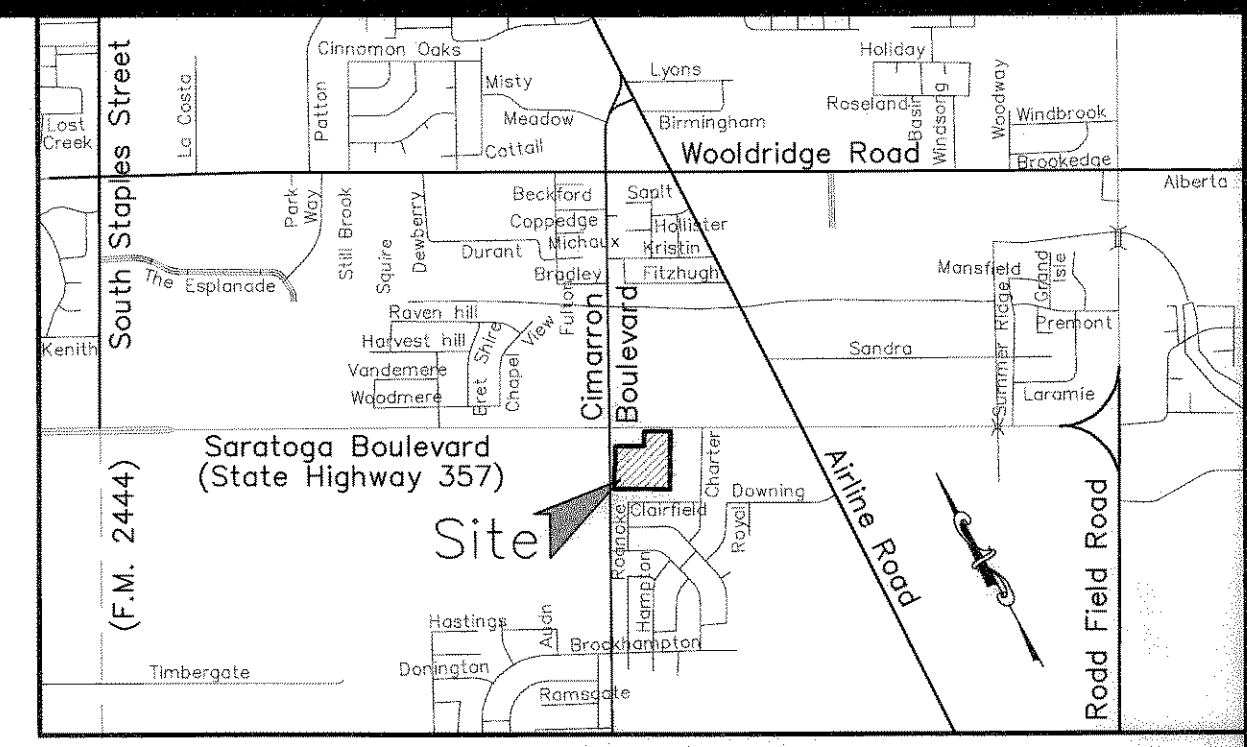 South Staples Street
(F.M. 2444)
Lost
Creek
La Costa
Patton
Cinnamon Oaks
Misty
Meadow
Cattail
Lyons
Birmingham
Holiday
Roseland
Basin
Windsong
Woodway
Windbrook
Brookedge
Wooldridge Road
Alberta
Park
Way
Still Brook
Squire
Dewberry
Beckford
Coppedge
Michaux
Durant
Bradley
Sault
Hollister
Kristin
Fitzhugh
The Esplanade
Kenith
Raven hill
Harvest hill
Vandemere
Woodmere
Bret
Shire
Chapel
View
Fulton
Cimarron
Boulevard
Mansfield
Grand
Isle
Summer Ridge
Premont
Laramie
Sandra
Saratoga Boulevard
(State Highway 357)
Site
Charter
Downing
Clairfield
Royal
Roanoke
Hampton
Airline Road
Rodd Field Road
Hastings
Brockhampton
Donington
Ramsgate
Timbergate